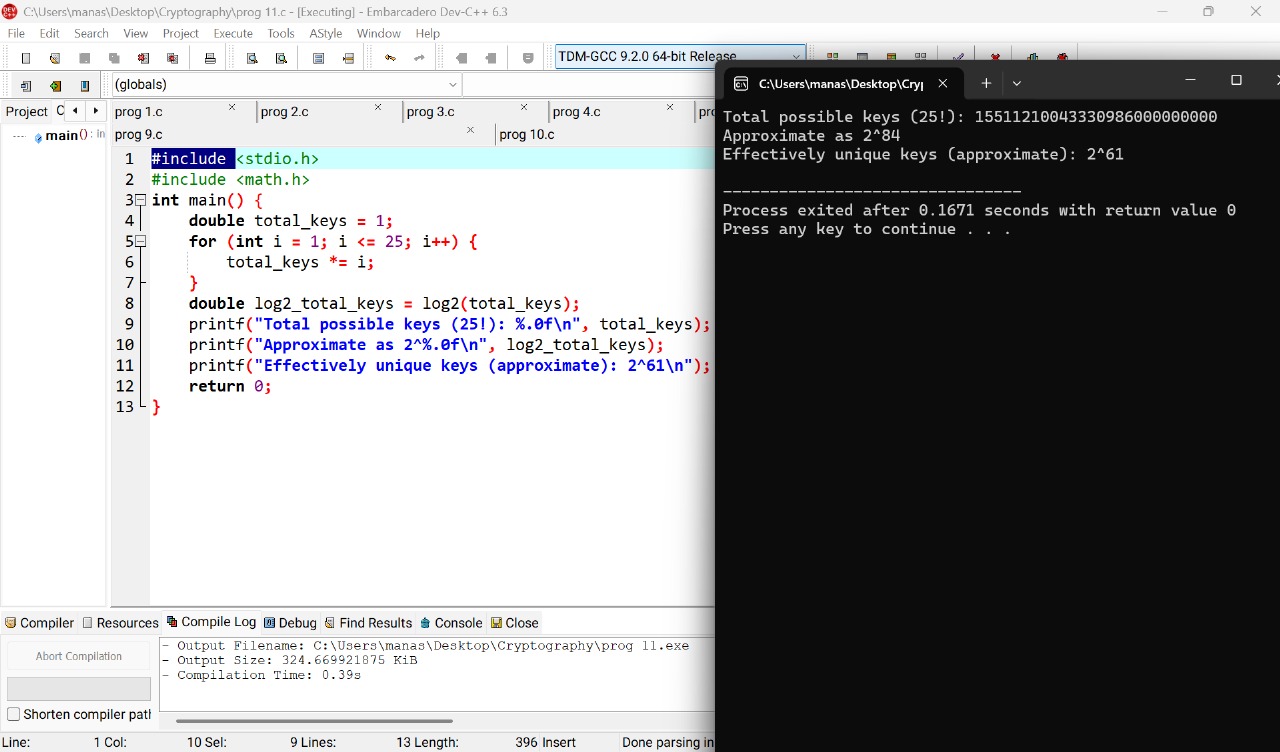 C:\Users\manas\Desktop\Cryptography\prog 11.c - [Executing] - Embarcadero Dev-C++ 6.3
File Edit Search View Project Execute Tools AStyle Window Help
TDM-GCC 9.2.0 64-bit Release
(globals)
Project C
prog 1.c prog 2.c prog 3.c prog 4.c
prog 9.c prog 10.c
main() : in
1 #include <stdio.h>
2 #include <math.h>
3 int main() {
4 double total_keys = 1;
5 for (int i = 1; i <= 25; i++) {
6 total_keys *= i;
7 }
8 double log2_total_keys = log2(total_keys);
9 printf("Total possible keys (25!): %.0f\n", total_keys);
10 printf("Approximate as 2^%.0f\n", log2_total_keys);
11 printf("Effectively unique keys (approximate): 2^61\n");
12 return 0;
13 }
C:\Users\manas\Desktop\Cryp
Total possible keys (25!): 15511210043330986000000000
Approximate as 2^84
Effectively unique keys (approximate): 2^61
--------------------------------
Process exited after 0.1671 seconds with return value 0
Press any key to continue . . .
Compiler Resources Compile Log Debug Find Results Console Close
Abort Compilation
Shorten compiler path
- Output Filename: C:\Users\manas\Desktop\Cryptography\prog 11.exe
- Output Size: 324.669921875 KiB
- Compilation Time: 0.39s
Line: 1 Col: 10 Sel: 9 Lines: 13 Length: 396 Insert Done parsing in